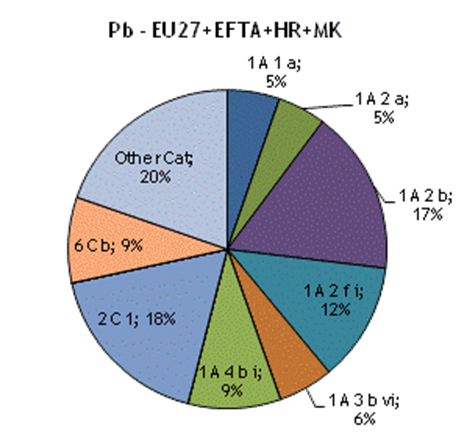 Pb - EU27+EFTA+HR+MK
1 A 1 a;
5%
1 A 2 a;
5%
1 A 2 b;
17%
1 A 2 f i;
12%
1 A 3 b vi;
6%
1 A 4 b i;
9%
2 C 1; 18%
6 C b; 9%
Other Cat;
20%